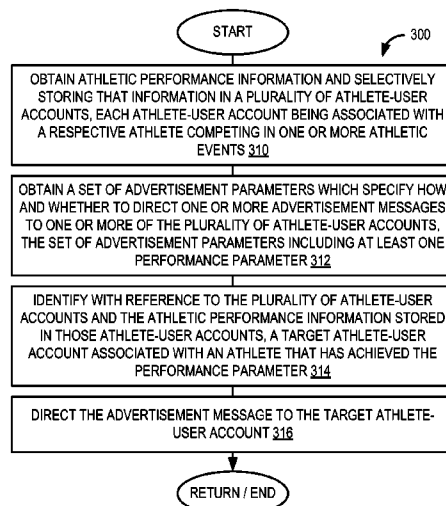 START
300
OBTAIN ATHLETIC PERFORMANCE INFORMATION AND SELECTIVELY
STORING THAT INFORMATION IN A PLURALITY OF ATHLETE-USER
ACCOUNTS, EACH ATHLETE-USER ACCOUNT BEING ASSOCIATED WITH
A RESPECTIVE ATHLETE COMPETING IN ONE OR MORE ATHLETIC
EVENTS 310
OBTAIN A SET OF ADVERTISEMENT PARAMETERS WHICH SPECIFY HOW
AND WHETHER TO DIRECT ONE OR MORE ADVERTISEMENT MESSAGES
TO ONE OR MORE OF THE PLURALITY OF ATHLETE-USER ACCOUNTS,
THE SET OF ADVERTISEMENT PARAMETERS INCLUDING AT LEAST ONE
PERFORMANCE PARAMETER 312
IDENTIFY WITH REFERENCE TO THE PLURALITY OF ATHLETE-USER
ACCOUNTS AND THE ATHLETIC PERFORMANCE INFORMATION STORED
IN THOSE ATHLETE-USER ACCOUNTS, A TARGET ATHLETE-USER
ACCOUNT ASSOCIATED WITH AN ATHLETE THAT HAS ACHIEVED THE
PERFORMANCE PARAMETER 314
DIRECT THE ADVERTISEMENT MESSAGE TO THE TARGET ATHLETE-
USER ACCOUNT 316
RETURN / END